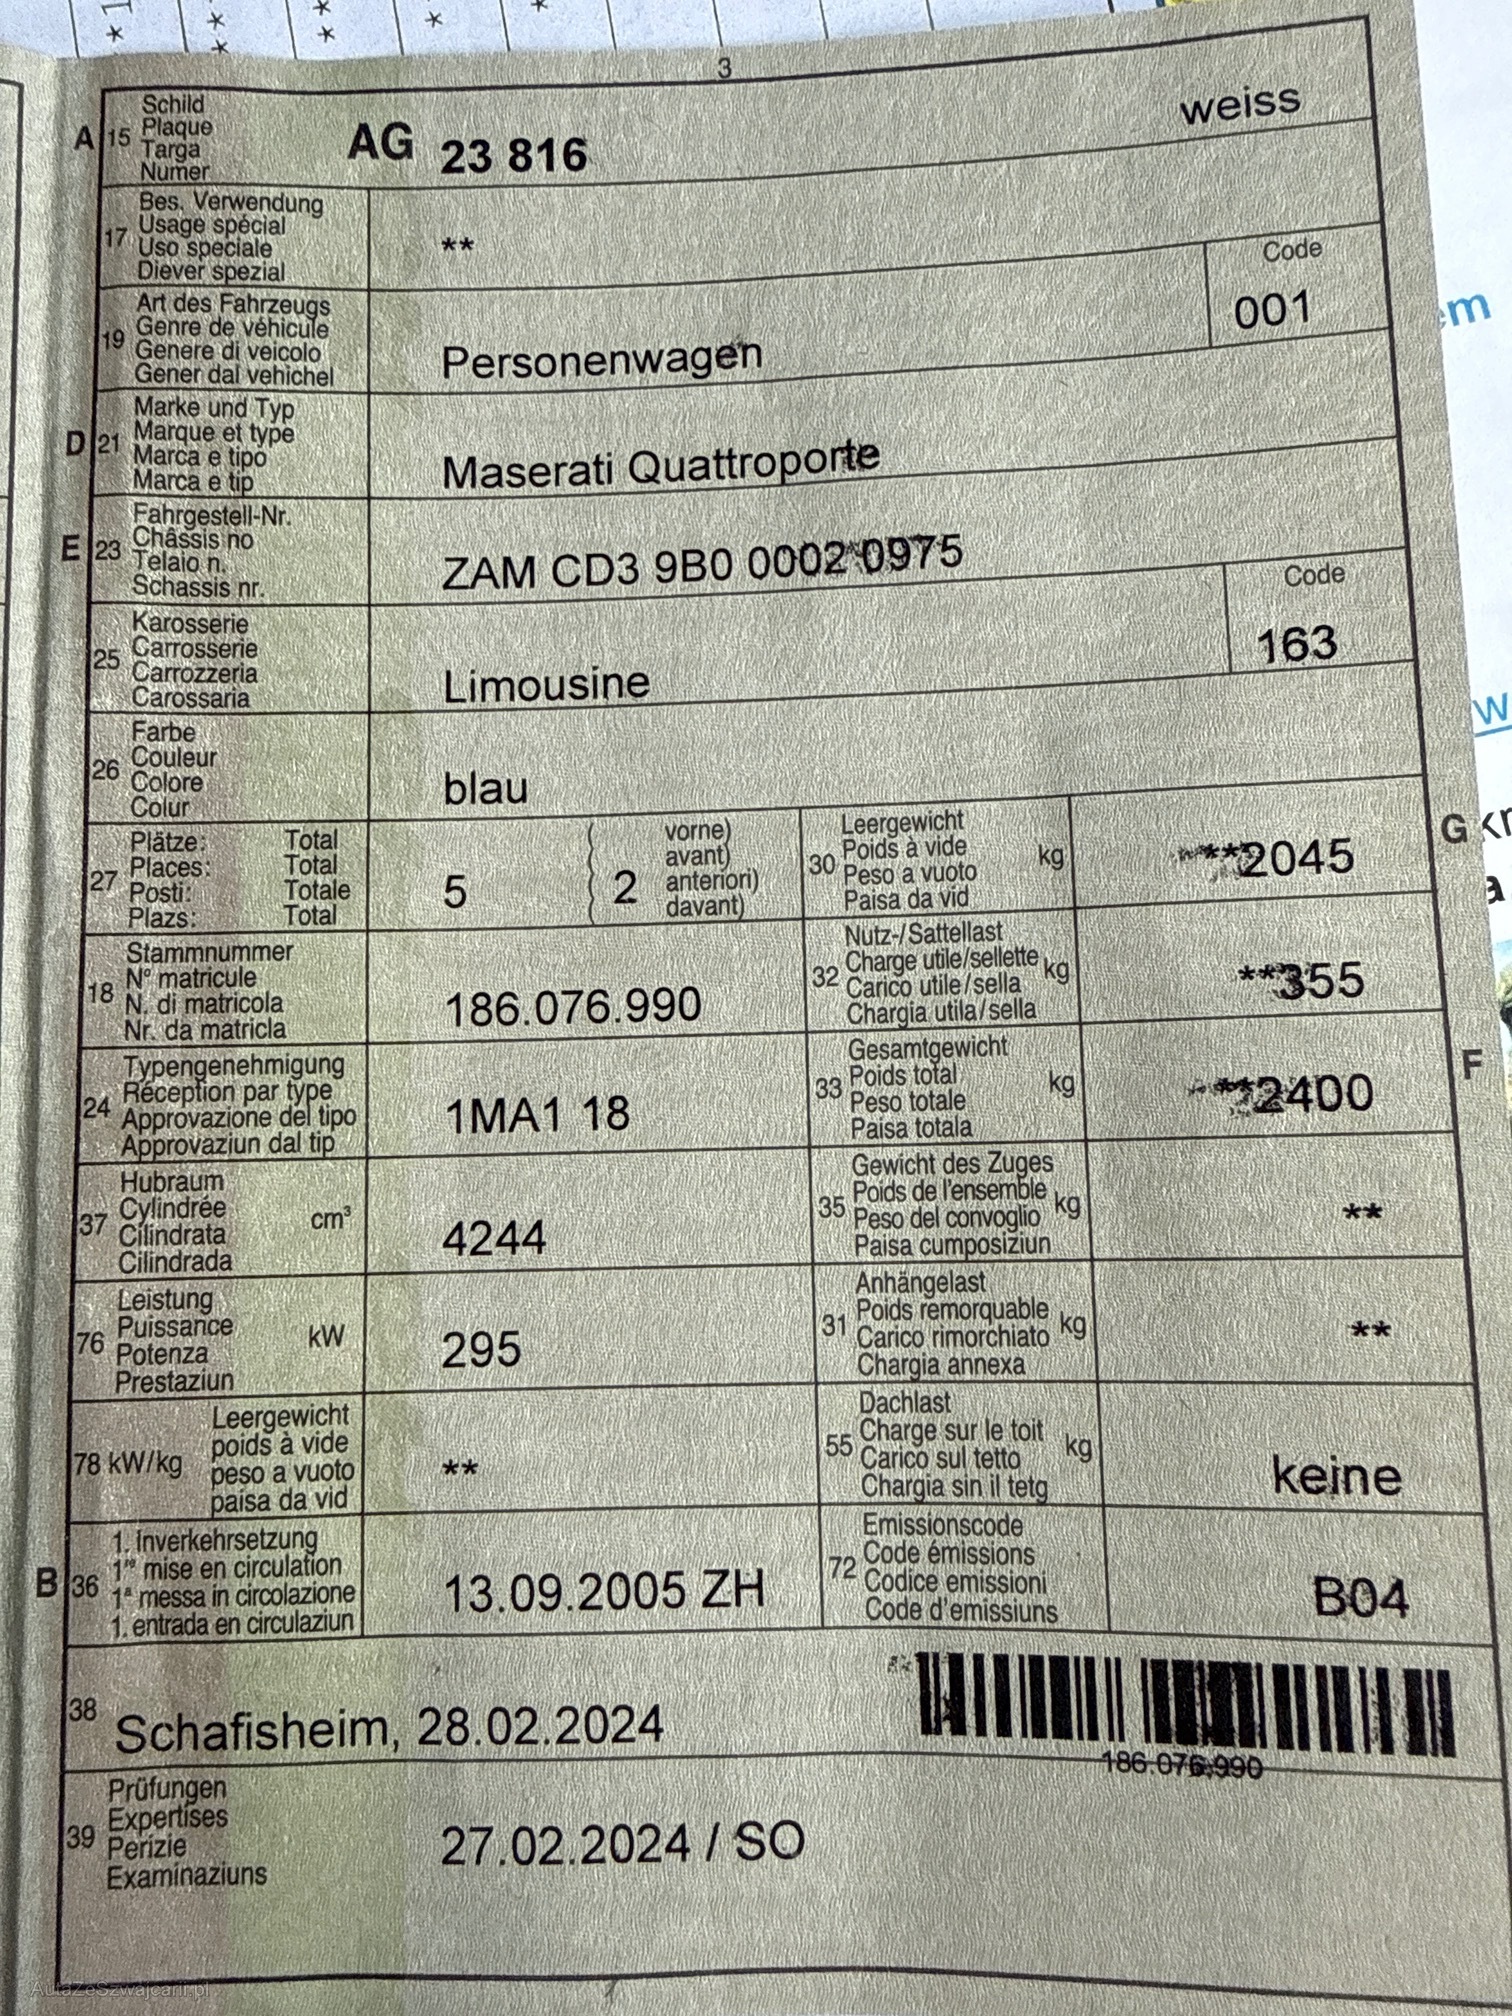 3
A 15 Schild
Plaque
Targa
Numer
AG 23 816
weiss
17 Bes. Verwendung
Usage spécial
Uso speciale
Diever spezial
**
19 Art des Fahrzeugs
Genre de véhicule
Genere di veicolo
Gener dal vehichel
Personenwagen
Code
001
D 21 Marke und Typ
Marque et type
Marca e tipo
Marca e tip
Maserati Quattroporte
E 23 Fahrgestell-Nr.
Châssis no
Telaio n.
Schassis nr.
ZAM CD3 9B0 0002 0975
25 Karosserie
Carrosserie
Carrozzeria
Carossaria
Limousine
Code
163
26 Farbe
Couleur
Colore
Colur
blau
27 Plätze: Total
Places: Total
Posti: Totale
Plazs: Total
5 ( 2 vorne)
avant)
anteriori)
davant)
30 Leergewicht
Poids à vide
Peso a vuoto
Paisa da vid
kg
**2045
G
18 Stammnummer
N° matricule
N. di matricola
Nr. da matricla
186.076.990
32 Nutz-/Sattellast
Charge utile/sellette
Carico utile/sella
Chargia utila/sella
kg
**355
24 Typengenehmigung
Réception par type
Approvazione del tipo
Approvaziun dal tip
1MA1 18
33 Gesamtgewicht
Poids total
Peso totale
Paisa totala
kg
**2400
F
37 Hubraum
Cylindrée
Cilindrata
Cilindrada
cm³
4244
35 Gewicht des Zuges
Poids de l'ensemble
Peso del convoglio
Paisa cumposiziun
kg
**
76 Leistung
Puissance
Potenza
Prestaziun
kW
295
31 Anhängelast
Poids remorquable
Carico rimorchiato
Chargia annexa
kg
**
78 kW/kg Leergewicht
poids à vide
peso a vuoto
paisa da vid
**
55 Dachlast
Charge sur le toit
Carico sul tetto
Chargia sin il tetg
kg
keine
B 36 1. Inverkehrsetzung
1re mise en circulation
1a messa in circolazione
1. entrada en circulaziun
13.09.2005 ZH
72 Emissionscode
Code émissions
Codice emissioni
Code d'emissiuns
B04
38 Schafisheim, 28.02.2024
186.076.990
39 Prüfungen
Expertises
Perizie
Examinaziuns
27.02.2024 / SO
AutaZeSzwajcarii.pl